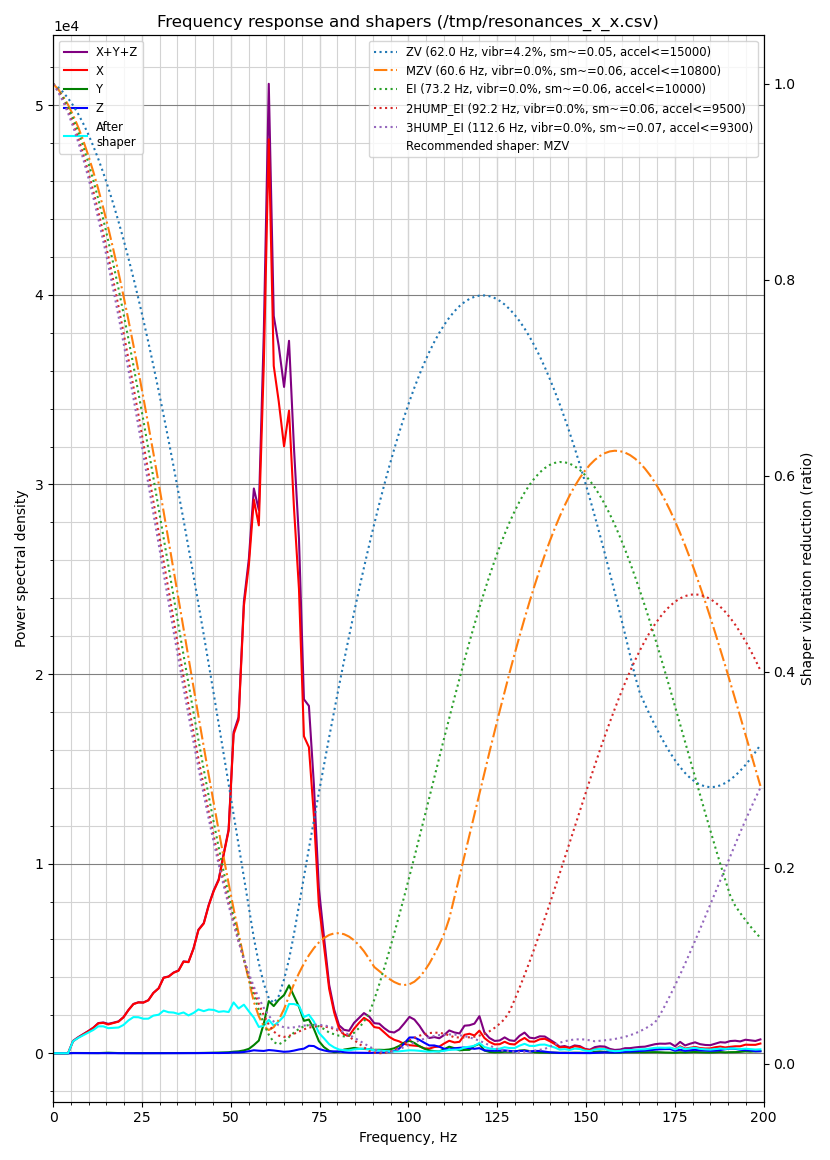 Frequency response and shapers (/tmp/resonances_x_x.csv)
1e4
X+Y+Z
X
Y
Z
After
shaper
ZV (62.0 Hz, vibr=4.2%, sm~=0.05, accel<=15000)
MZV (60.6 Hz, vibr=0.0%, sm~=0.06, accel<=10800)
EI (73.2 Hz, vibr=0.0%, sm~=0.06, accel<=10000)
2HUMP_EI (92.2 Hz, vibr=0.0%, sm~=0.06, accel<=9500)
3HUMP_EI (112.6 Hz, vibr=0.0%, sm~=0.07, accel<=9300)
Recommended shaper: MZV
Power spectral density
5
4
3
2
1
0
1.0
0.8
0.6
0.4
0.2
0.0
Shaper vibration reduction (ratio)
0 25 50 75 100 125 150 175 200
Frequency, Hz